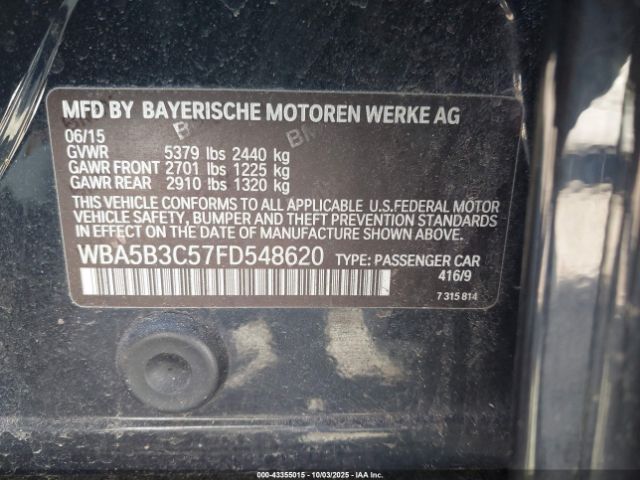 MFD BY BAYERISCHE MOTOREN WERKE AG
06/15
GVWR 5379 lbs 2440 kg
GAWR FRONT 2701 lbs 1225 kg
GAWR REAR 2910 lbs 1320 kg
THIS VEHICLE CONFORMS TO ALL APPLICABLE U.S.FEDERAL MOTOR
VEHICLE SAFETY, BUMPER AND THEFT PREVENTION STANDARDS
IN EFFECT ON THE DATE OF MANUFACTURE SHOWN ABOVE.
WBA5B3C57FD548620 TYPE: PASSENGER CAR
416/9
7 315 814
000-43355015 - 10/03/2025 - IAA Inc.